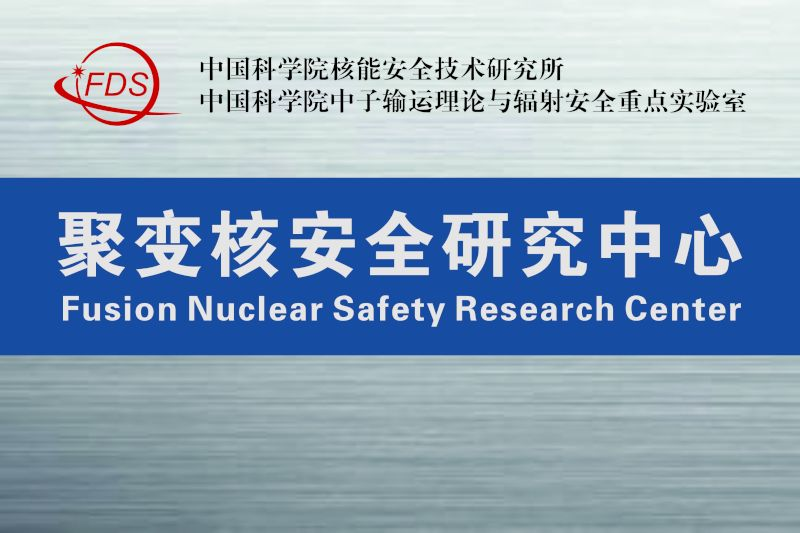 FDS
中国科学院核能安全技术研究所
中国科学院中子输运理论与辐射安全重点实验室
聚变核安全研究中心
Fusion Nuclear Safety Research Center